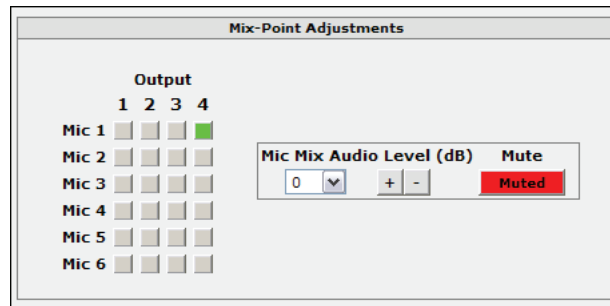 Mix-Point Adjustments
Output
1 2 3 4
Mic 1
Mic 2
Mic 3
Mic 4
Mic 5
Mic 6
Mic Mix Audio Level (dB) Mute
0 + - Muted